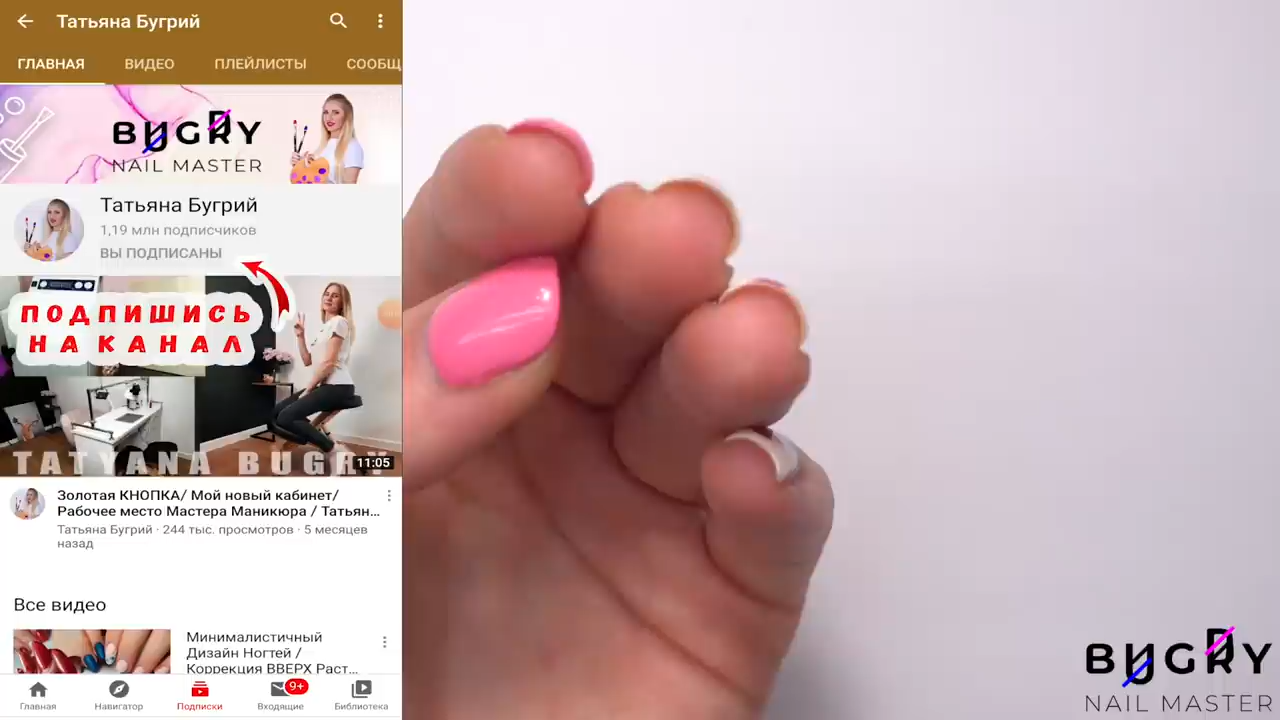 Татьяна Бугрий
ГЛАВНАЯ
ВИДЕО
ПЛЕЙЛИСТЫ
СООБЩ
BUGRY
NAIL MASTER
Татьяна Бугрий
1,19 млн подписчиков
ВЫ ПОДПИСАНЫ
ПОДПИШИСЬ
НА КАНАЛ
TATYANA BUGRY
11:05
Золотая КНОПКА/ Мой новый кабинет/
Рабочее место Мастера Маникюра / Татьян...
Татьяна Бугрий · 244 тыс. просмотров · 5 месяцев
назад
Все видео
Минималистичный
Дизайн Ногтей /
Коррекция ВВЕРХ Раст...
9+
Главная
Навигатор
Подписки
Входящие
Библиотека
BUGRY
NAIL MASTER